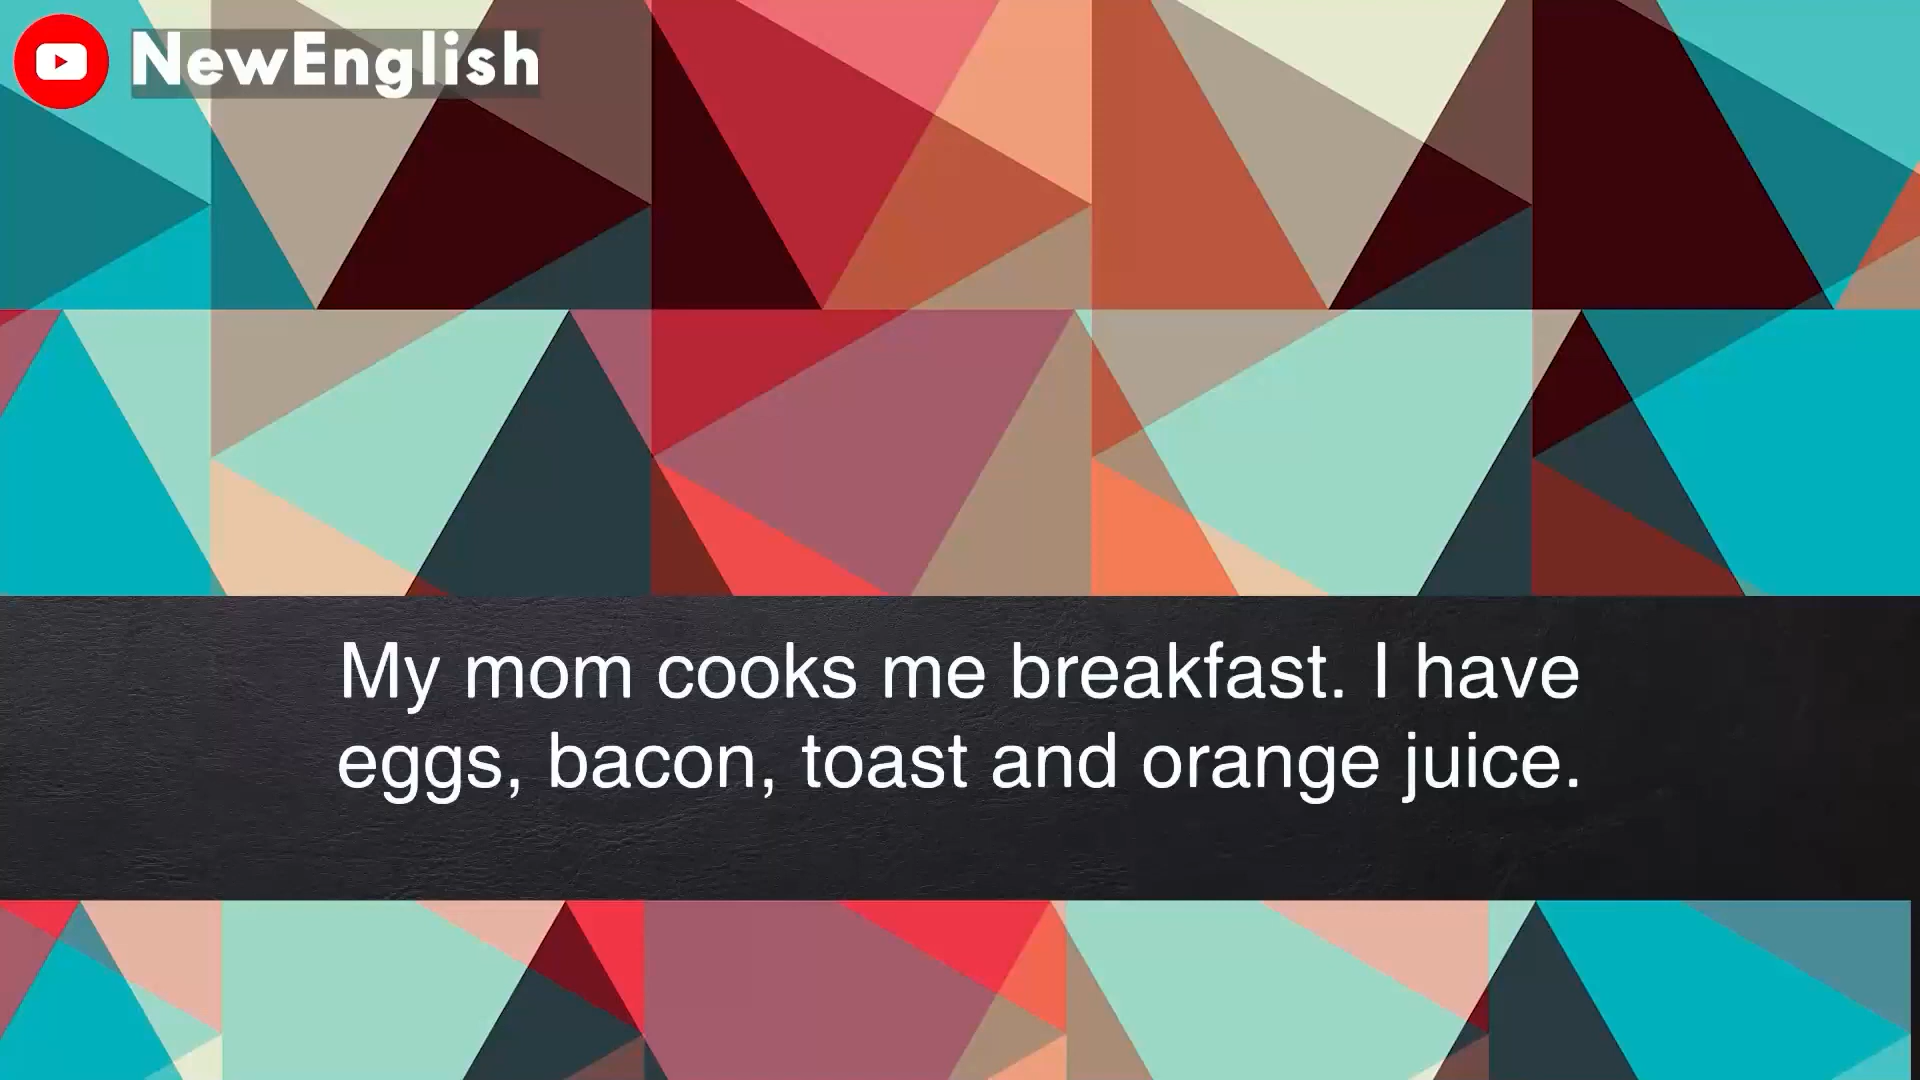 NewEnglish
My mom cooks me breakfast. I have
eggs, bacon, toast and orange juice.